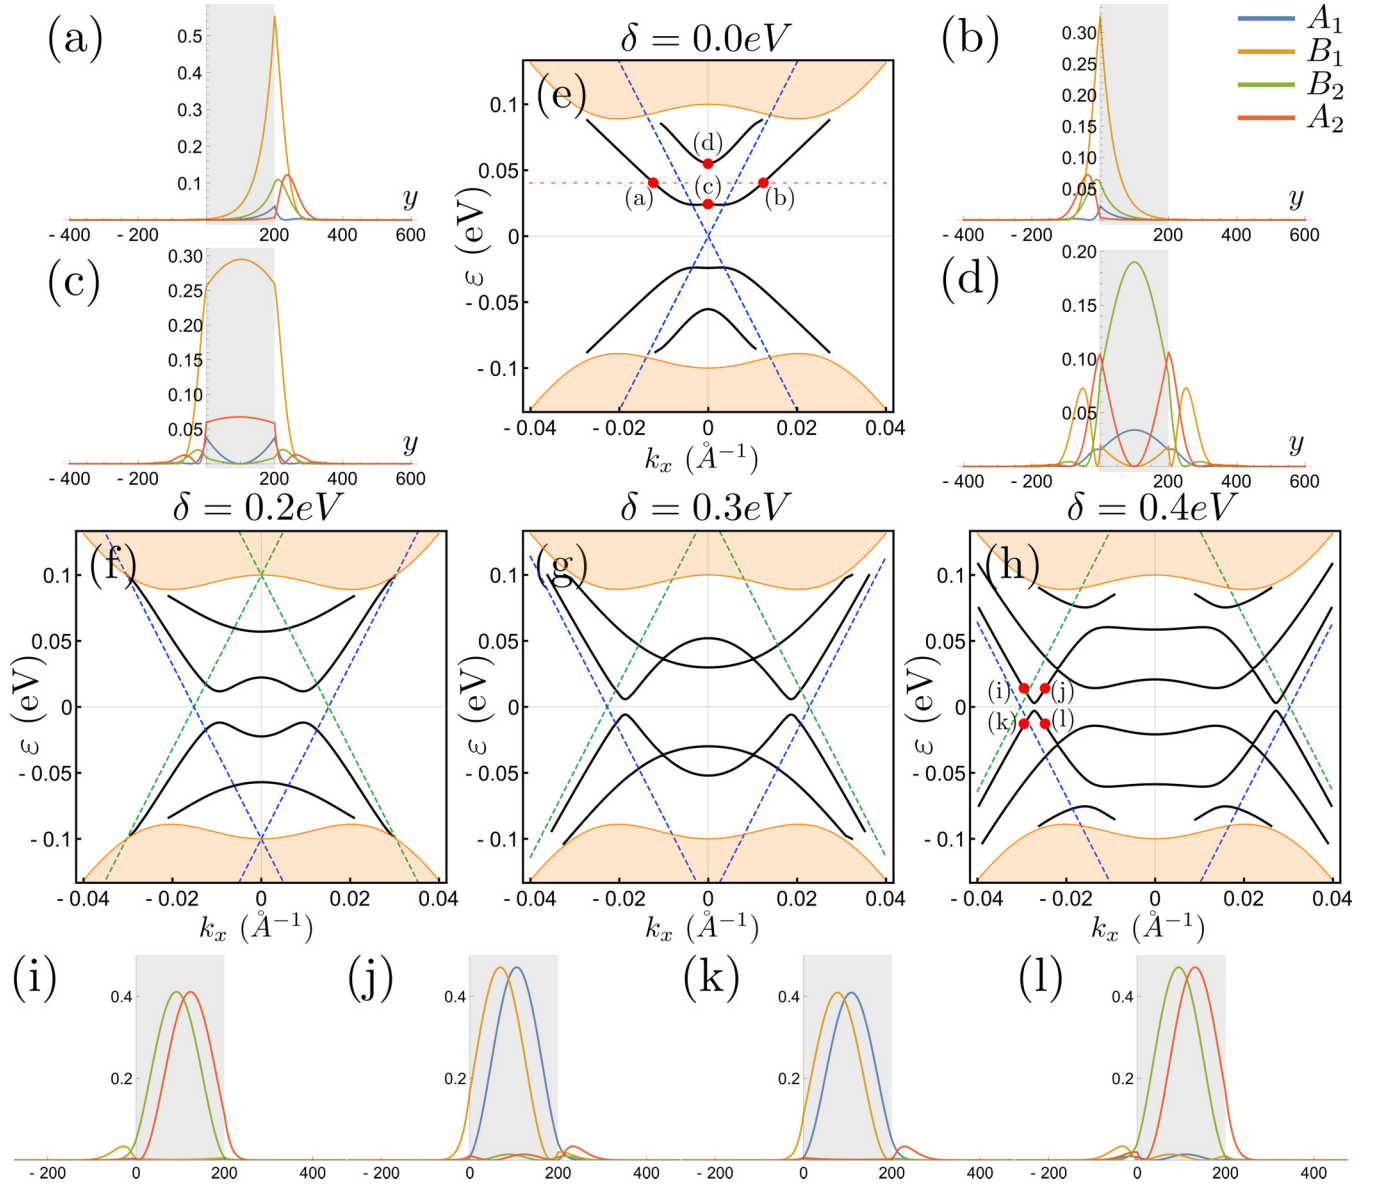 (a)
0.5
0.4
0.3
0.2
0.1
y
- 400 - 200 200 400 600
δ = 0.0eV
(e)
0.1
0.05
0
- 0.05
- 0.1
ε (eV)
(d)
(c)
(a)
(b)
- 0.04 - 0.02 0 0.02 0.04
kₓ (Å⁻¹)
(b)
0.30
0.25
0.20
0.15
0.10
0.05
y
- 400 - 200 200 400 600
A₁
B₁
B₂
A₂
(c)
0.30
0.25
0.20
0.15
0.10
0.05
y
- 400 - 200 200 400 600
(d)
0.20
0.15
0.10
0.05
y
- 400 - 200 200 400 600
δ = 0.2eV
(f)
0.1
0.05
0
- 0.05
- 0.1
ε (eV)
- 0.04 - 0.02 0 0.02 0.04
kₓ (Å⁻¹)
δ = 0.3eV
(g)
0.1
0.05
0
- 0.05
- 0.1
ε (eV)
- 0.04 - 0.02 0 0.02 0.04
kₓ (Å⁻¹)
δ = 0.4eV
(h)
0.1
0.05
0
- 0.05
- 0.1
ε (eV)
(i) (j)
(k) (l)
- 0.04 - 0.02 0 0.02 0.04
kₓ (Å⁻¹)
(i)
0.4
0.2
-200 0 200 400
(j)
0.4
0.2
-200 0 200 400
(k)
0.4
0.2
-200 0 200 400
(l)
0.4
0.2
-200 0 200 400